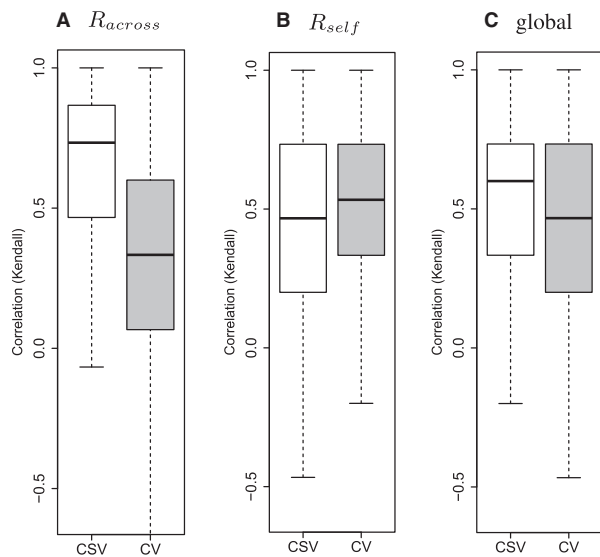 A R_across
Correlation (Kendall)
1.0
0.5
0.0
−0.5
CSV CV
B R_self
Correlation (Kendall)
1.0
0.5
0.0
−0.5
CSV CV
C global
Correlation (Kendall)
1.0
0.5
0.0
−0.5
CSV CV